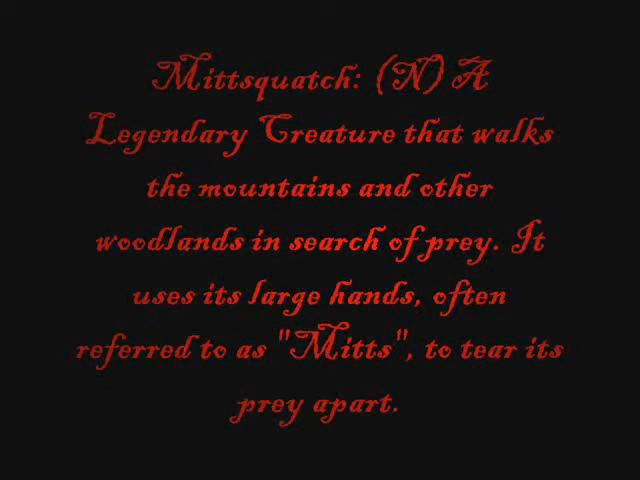 Mittsquatch: (N) A
Legendary Creature that walks
the mountains and other
woodlands in search of prey. It
uses its large hands, often
referred to as "Mitts", to tear its
prey apart.